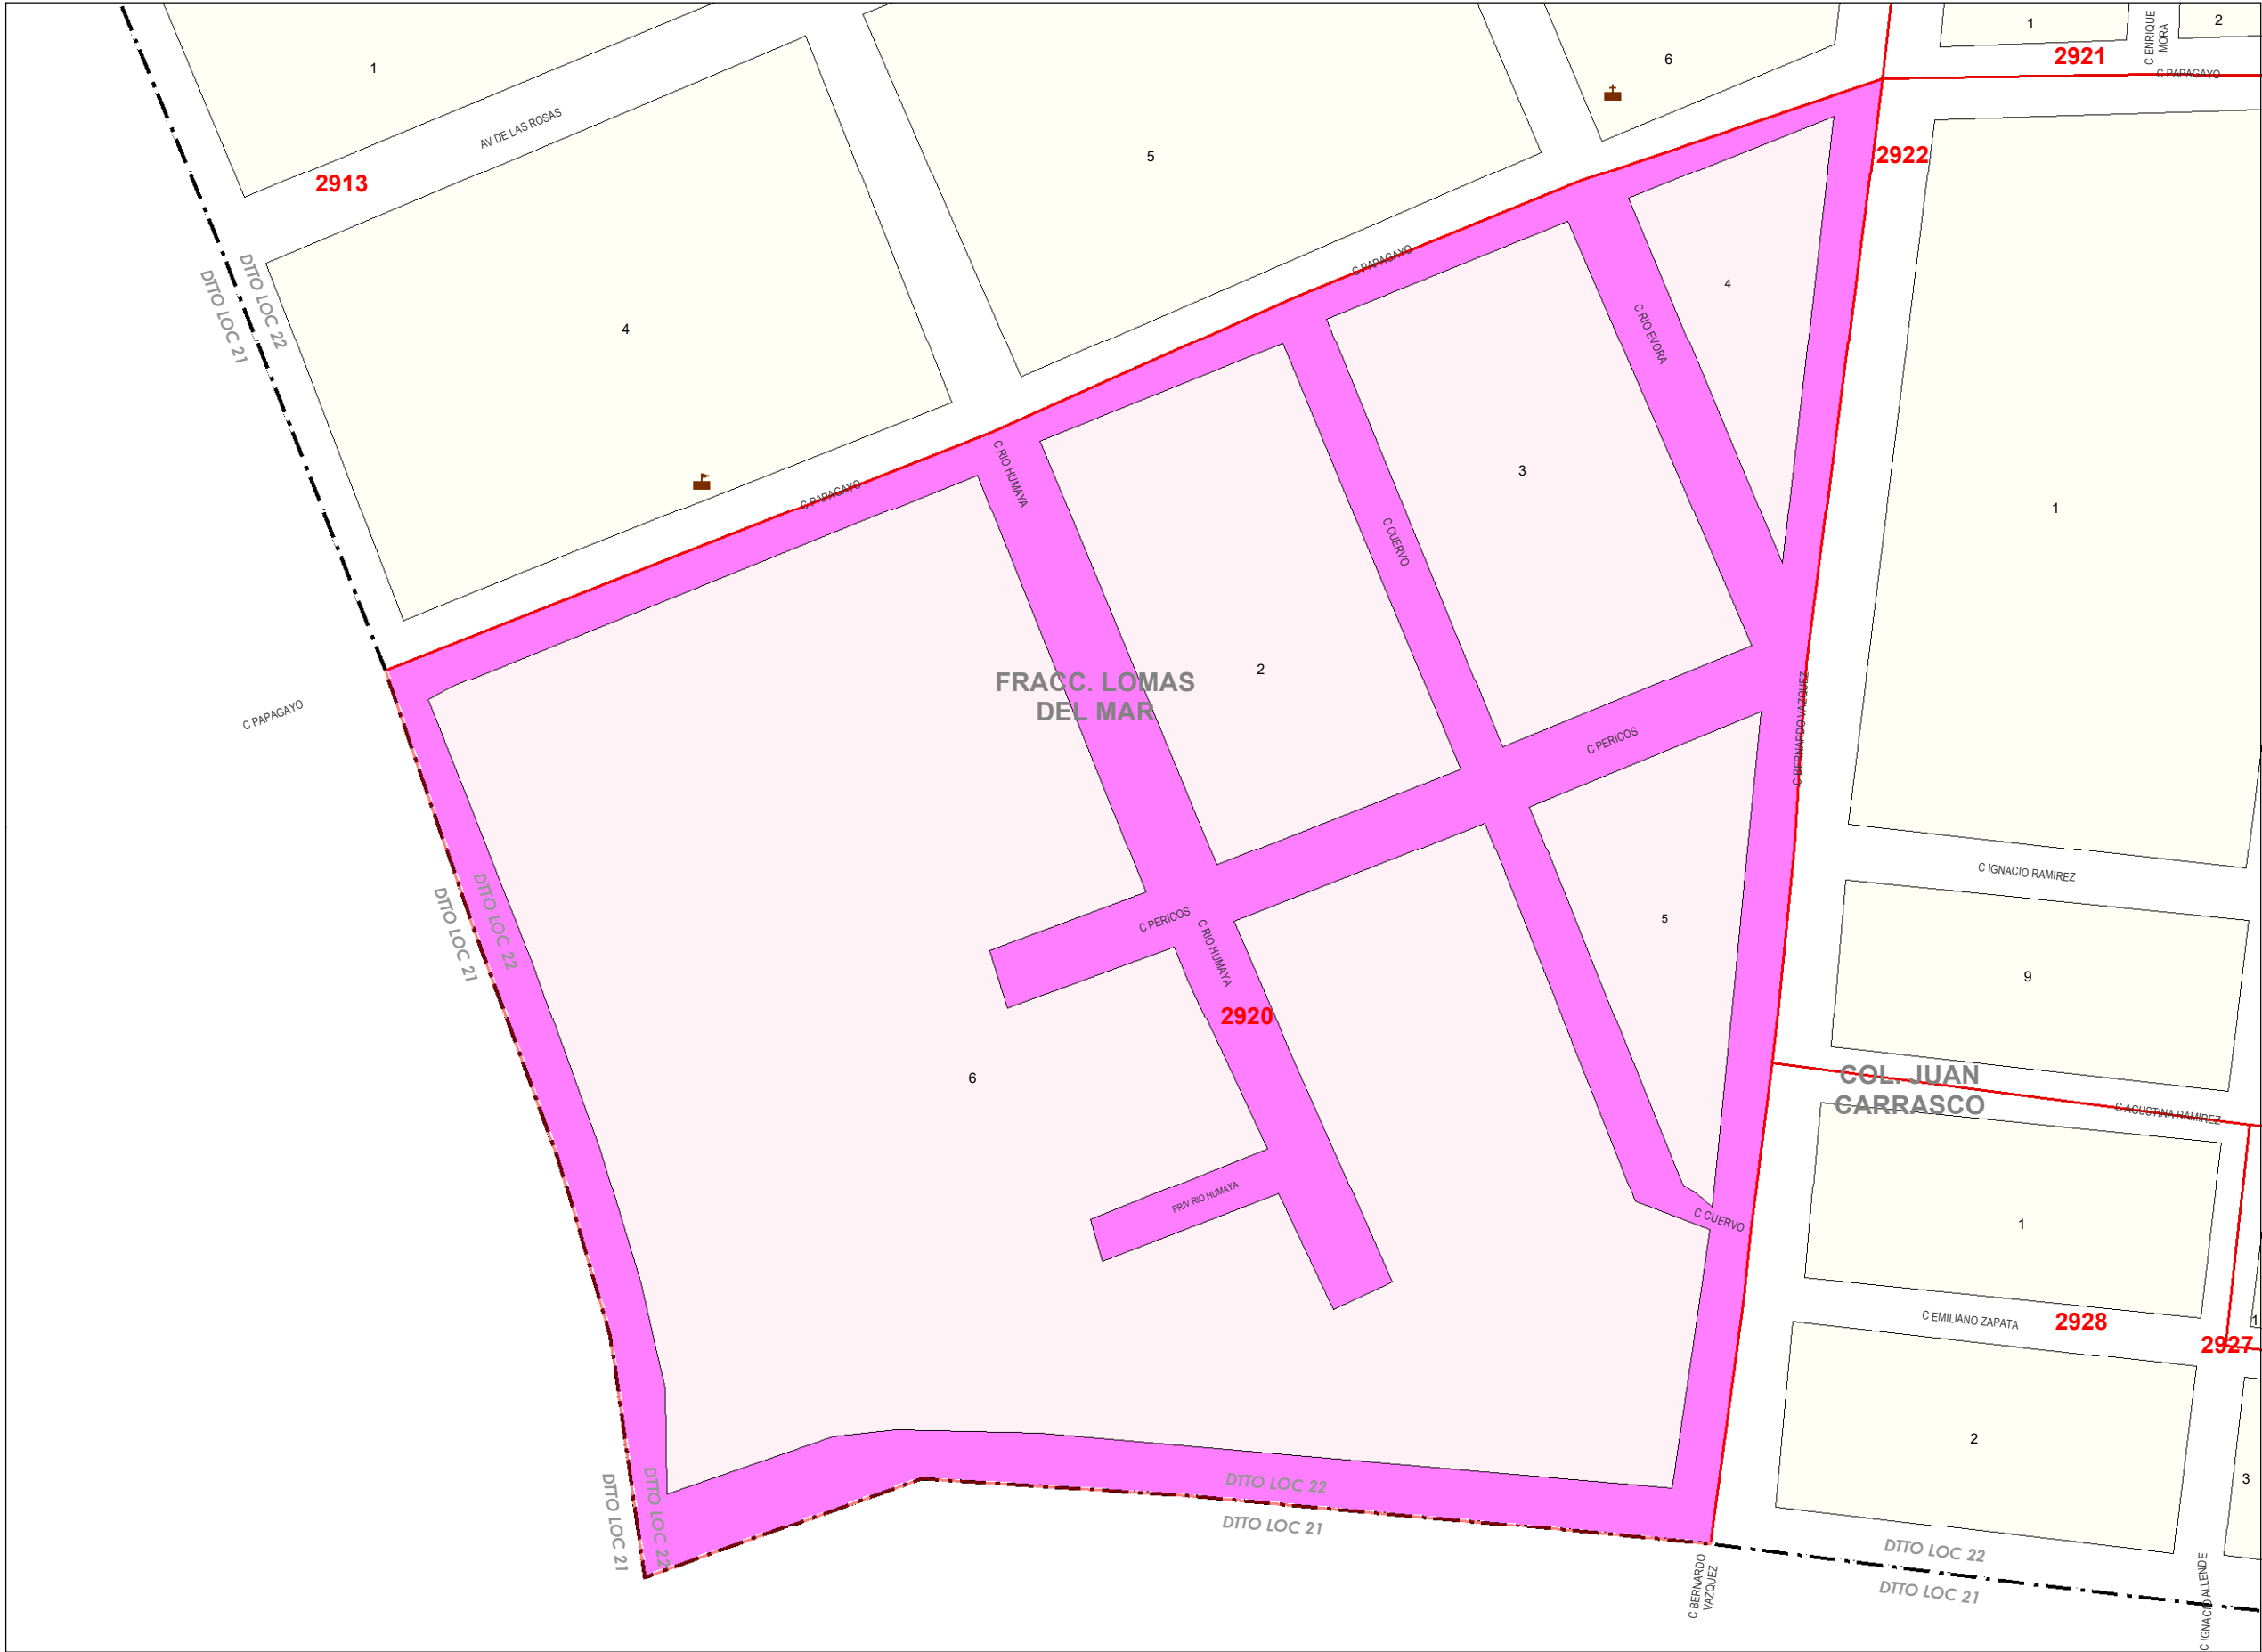 1
2
1
C ENRIQUE
MORA
6
2921
C PAPAGAYO
AV DE LAS ROSAS
5
2922
2913
C PAPAGAYO
DTTO LOC 22
DTTO LOC 21
4
4
C RIO EVORA
3
C RIO HUMAYA
C PAPAGAYO
1
C CUERVO
2
FRACC. LOMAS
DEL MAR
C PAPAGAYO
C PERICOS
C BERNARDO VAZQUEZ
C IGNACIO RAMIREZ
DTTO LOC 22
DTTO LOC 21
C PERICOS
C RIO HUMAYA
5
9
2920
6
COL. JUAN
CARRASCO
C AGUSTINA RAMIREZ
PRIV RIO HUMAYA
C CUERVO
1
C EMILIANO ZAPATA
2928
1
2927
2
3
DTTO LOC 22
DTTO LOC 21
DTTO LOC 22
DTTO LOC 21
DTTO LOC 22
DTTO LOC 21
C BERNARDO
VAZQUEZ
C IGNACIO ALLENDE